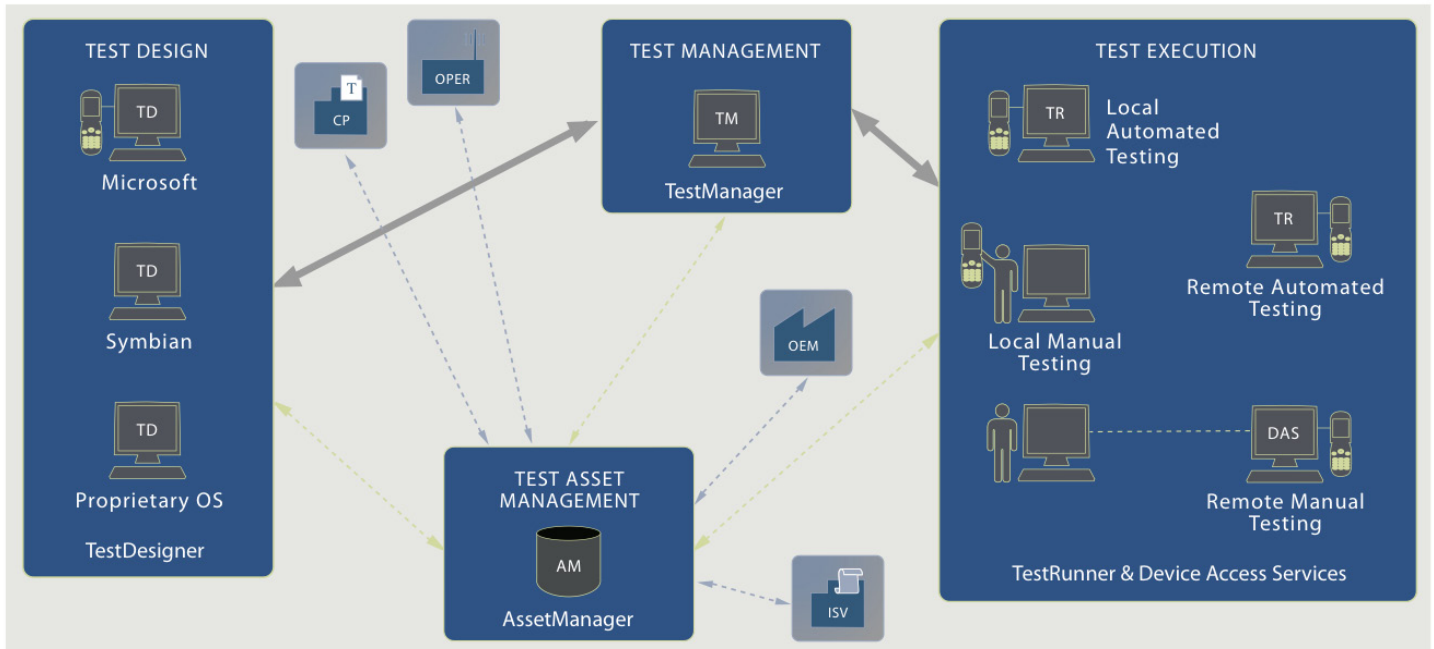 TEST DESIGN
TD
Microsoft
TD
Symbian
TD
Proprietary OS
TestDesigner
T
CP
OPER
TEST MANAGEMENT
TM
TestManager
OEM
TEST ASSET
MANAGEMENT
AM
AssetManager
ISV
TEST EXECUTION
TR
Local
Automated
Testing
TR
Remote Automated
Testing
Local Manual
Testing
DAS
Remote Manual
Testing
TestRunner & Device Access Services